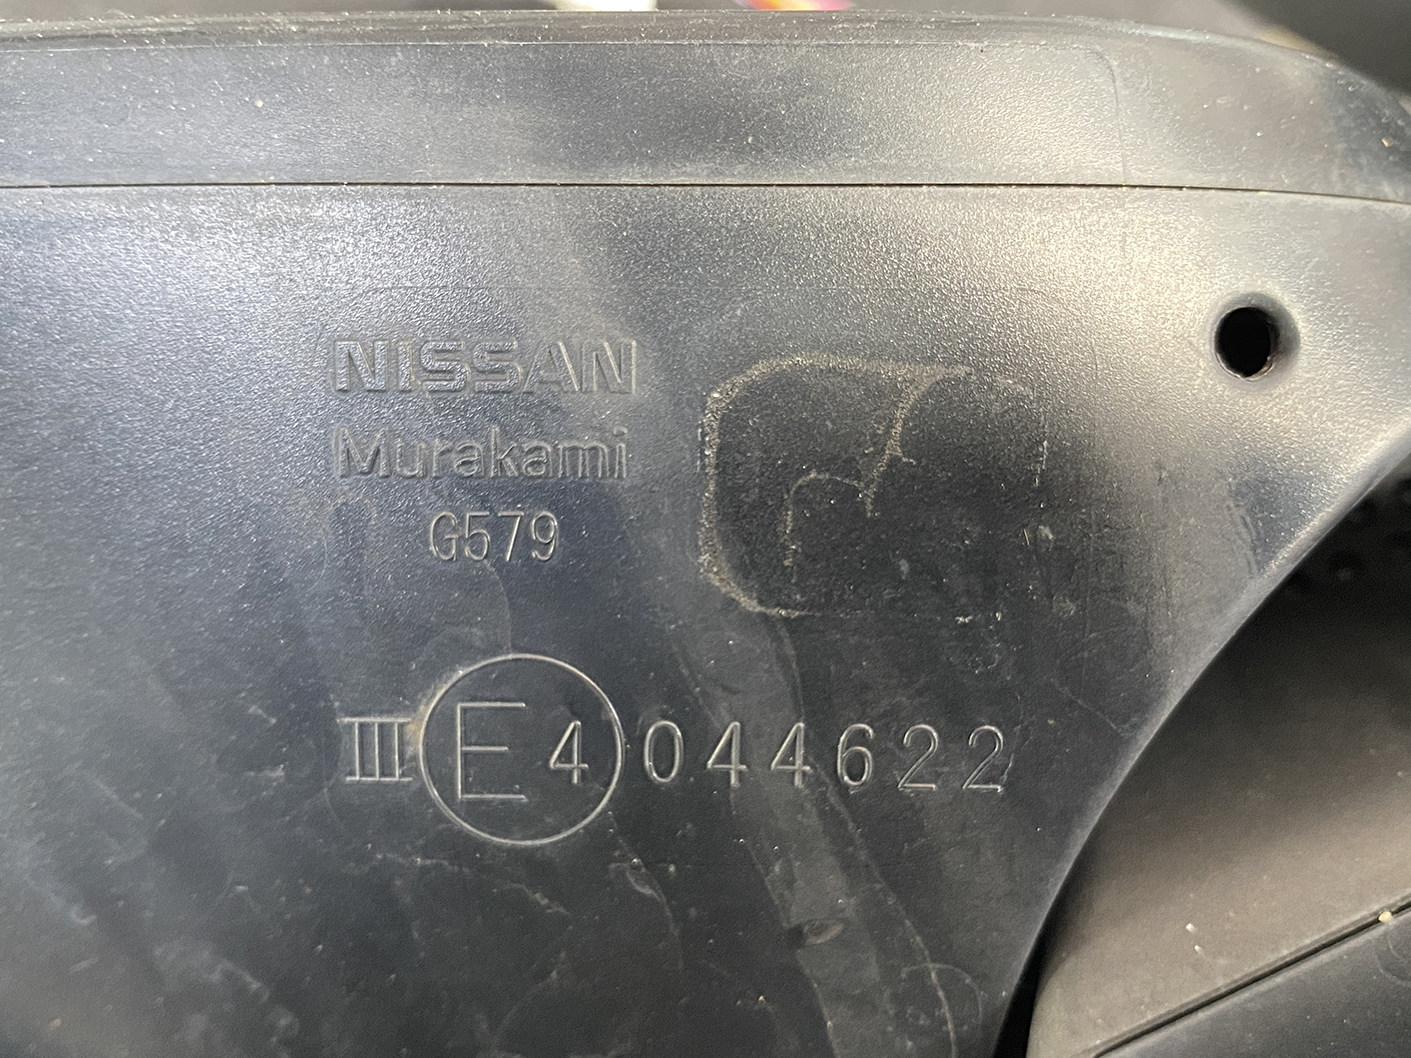 NISSAN
Murakami
G579
III E4 044622